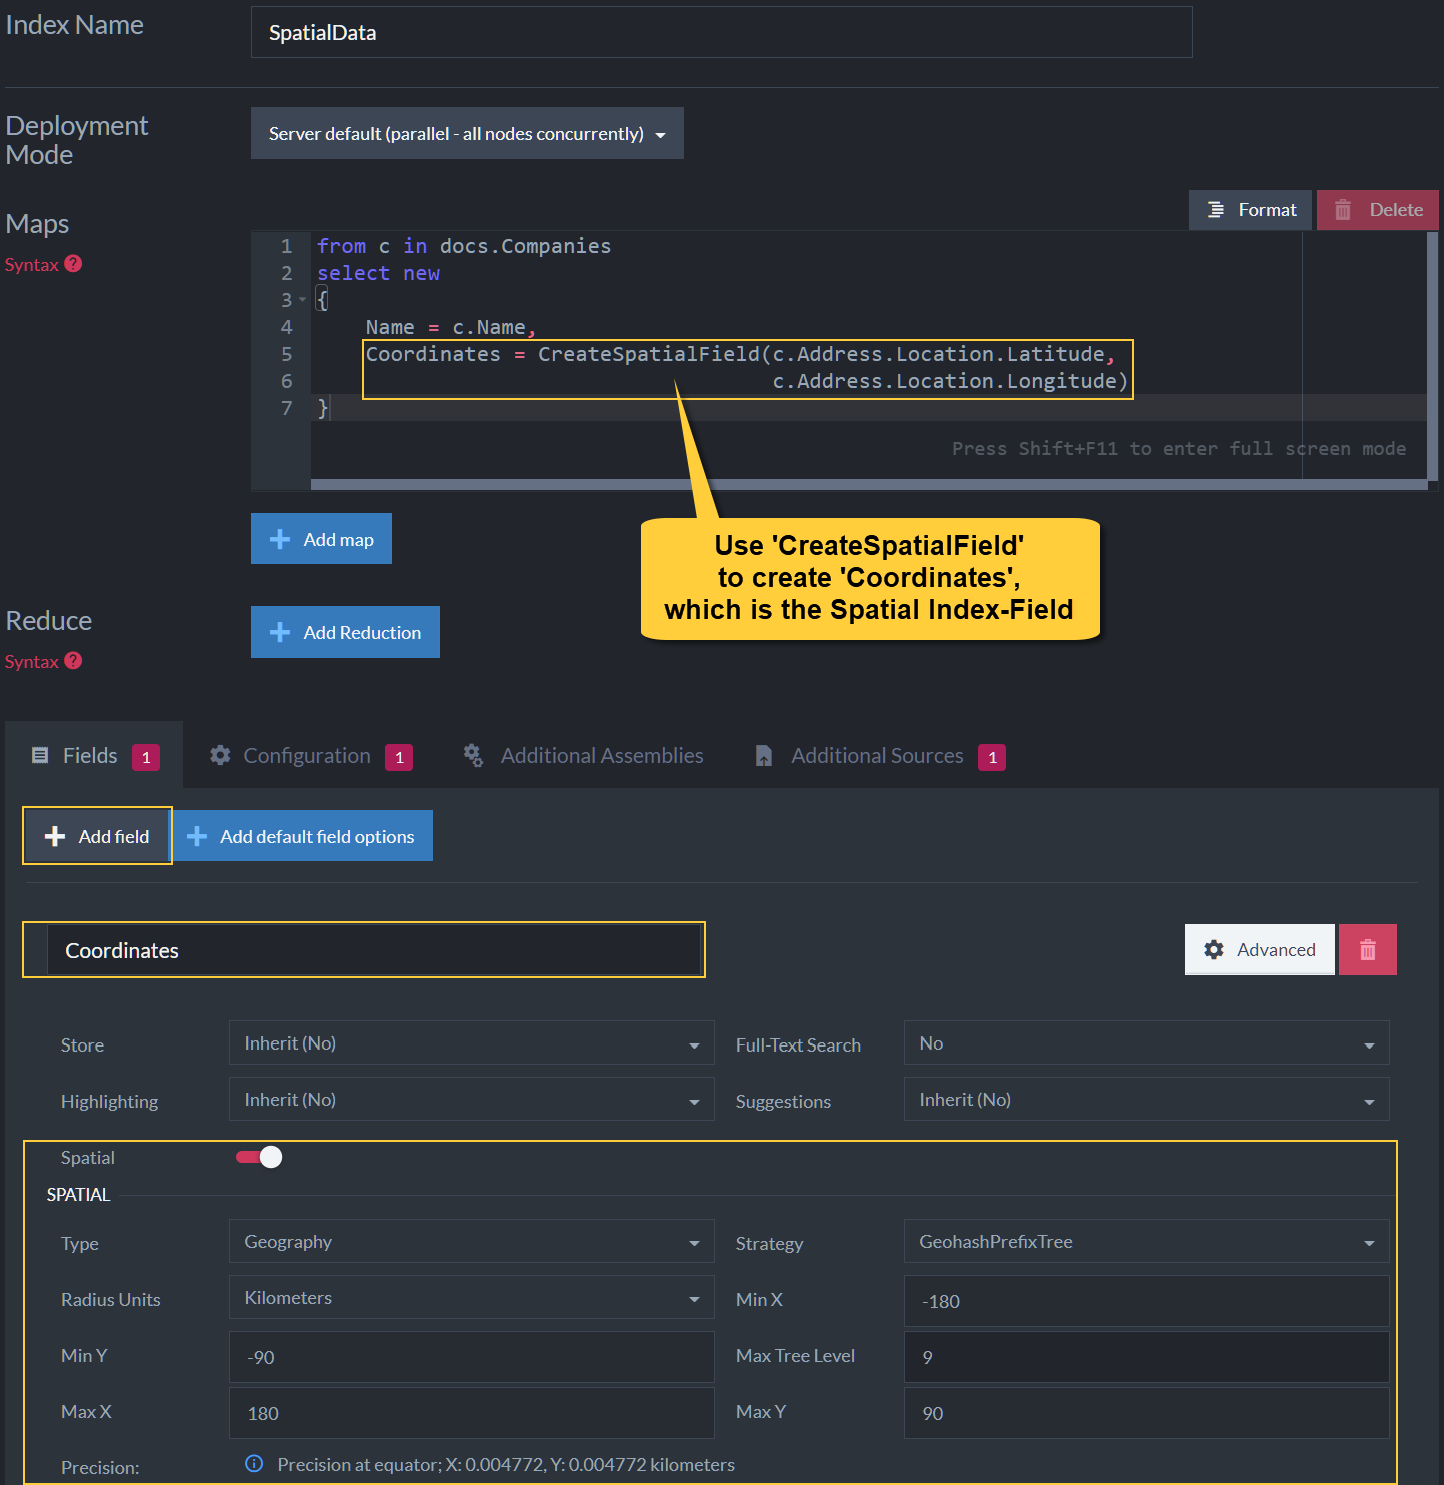 Index Name
SpatialData
Deployment
Mode
Server default (parallel - all nodes concurrently)
Maps
Syntax
Format
Delete
1 from c in docs.Companies
2 select new
3 {
4 Name = c.Name,
5 Coordinates = CreateSpatialField(c.Address.Location.Latitude,
6 c.Address.Location.Longitude)
7 }
Press Shift+F11 to enter full screen mode
Add map
Use 'CreateSpatialField'
to create 'Coordinates',
which is the Spatial Index-Field
Reduce
Syntax
Add Reduction
Fields 1
Configuration 1
Additional Assemblies
Additional Sources 1
Add field
Add default field options
Coordinates
Advanced
Store
Inherit (No)
Full-Text Search
No
Highlighting
Inherit (No)
Suggestions
Inherit (No)
Spatial
SPATIAL
Type
Geography
Strategy
GeohashPrefixTree
Radius Units
Kilometers
Min X
-180
Min Y
-90
Max Tree Level
9
Max X
180
Max Y
90
Precision:
Precision at equator; X: 0.004772, Y: 0.004772 kilometers